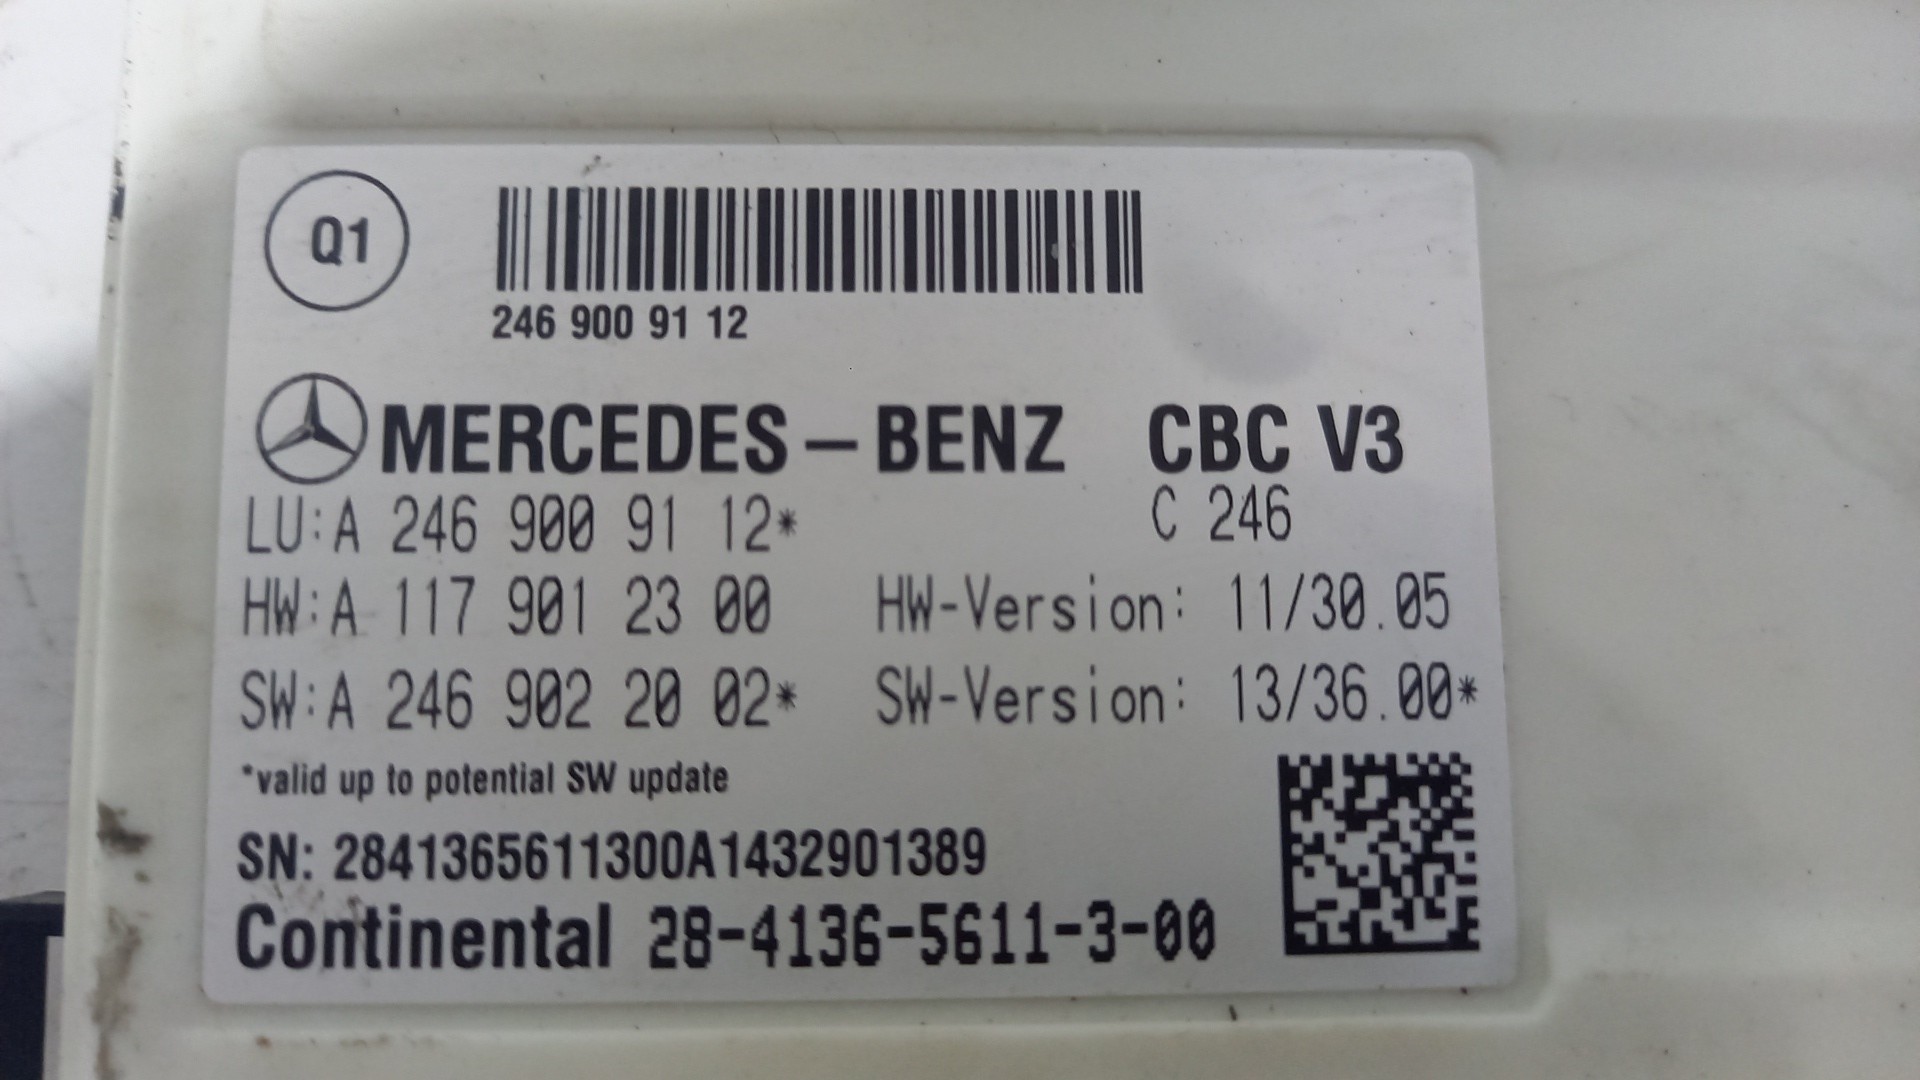 Q1
246 900 91 12
MERCEDES – BENZ CBC V3
LU:A 246 900 91 12* C 246
HW:A 117 901 23 00 HW-Version: 11/30.05
SW:A 246 902 20 02* SW-Version: 13/36.00*
*valid up to potential SW update
SN: 2841365611300A1432901389
Continental 28-4136-5611-3-00